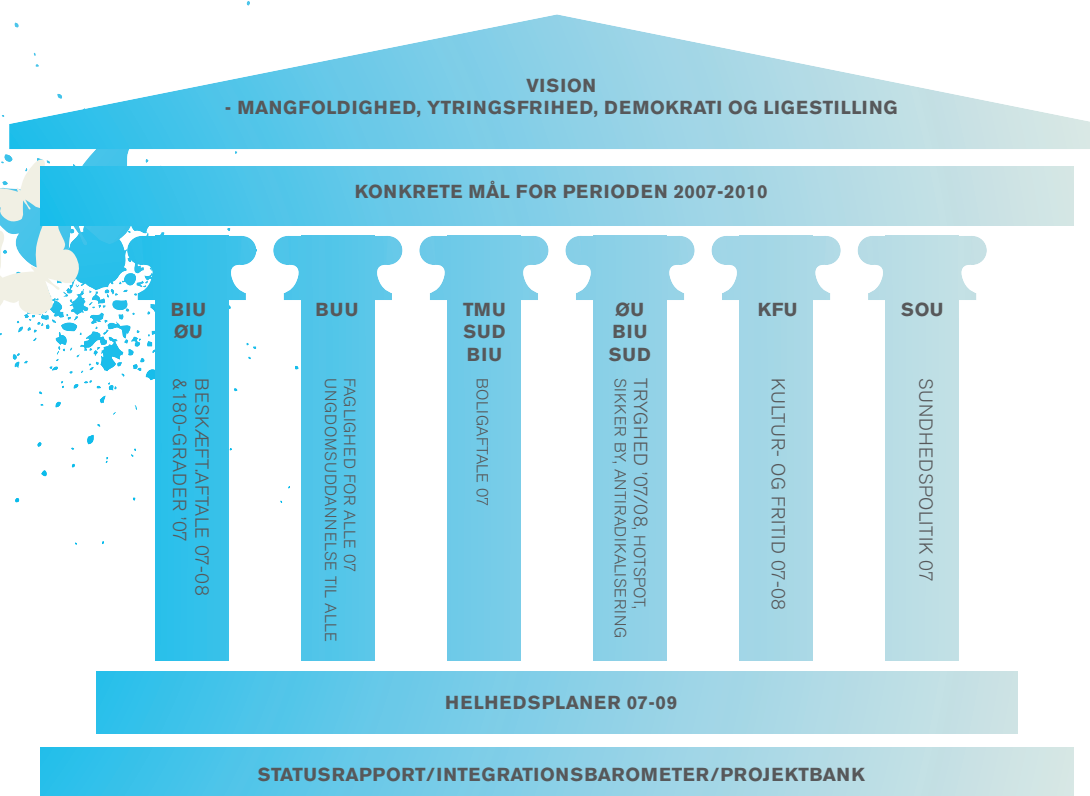 VISION
- MANGFOLDIGHED, YTRINGSFRIHED, DEMOKRATI OG LIGESTILLING
KONKRETE MÅL FOR PERIODEN 2007-2010
BIU
ØU
BESKÆFT.AFTALE 07-08
&180-GRADER '07
BUU
FAGLIGHED FOR ALLE 07
UNGDOMSUDDANNELSE TIL ALLE
TMU
SUD
BIU
BOLIGAFTALE 07
ØU
BIU
SUD
TRYGHED '07/08, HOTSPOT,
SIKKER BY, ANTIRADIKALISERING
KFU
KULTUR- OG FRITID 07-08
SOU
SUNDHEDSPOLITIK 07
HELHEDSPLANER 07-09
STATUSRAPPORT/INTEGRATIONSBAROMETER/PROJEKTBANK